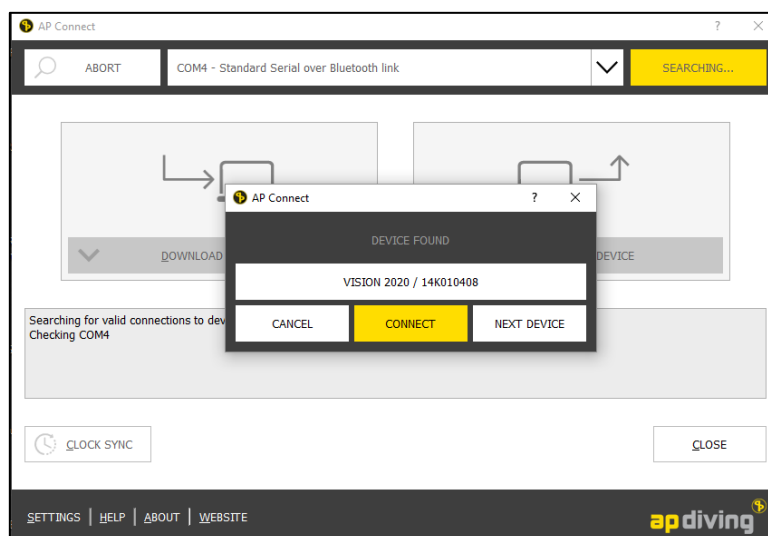 AP Connect
ABORT
COM4 - Standard Serial over Bluetooth link
SEARCHING...
AP Connect
DEVICE FOUND
VISION 2020 / 14K010408
CANCEL
CONNECT
NEXT DEVICE
DOWNLOAD
DEVICE
Searching for valid connections to dev
Checking COM4
CLOCK SYNC
CLOSE
SETTINGS | HELP | ABOUT | WEBSITE
apdiving